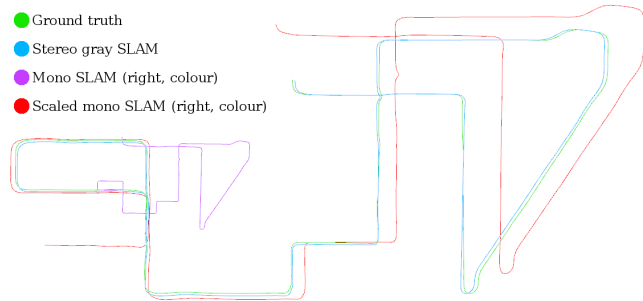 Ground truth
Stereo gray SLAM
Mono SLAM (right, colour)
Scaled mono SLAM (right, colour)